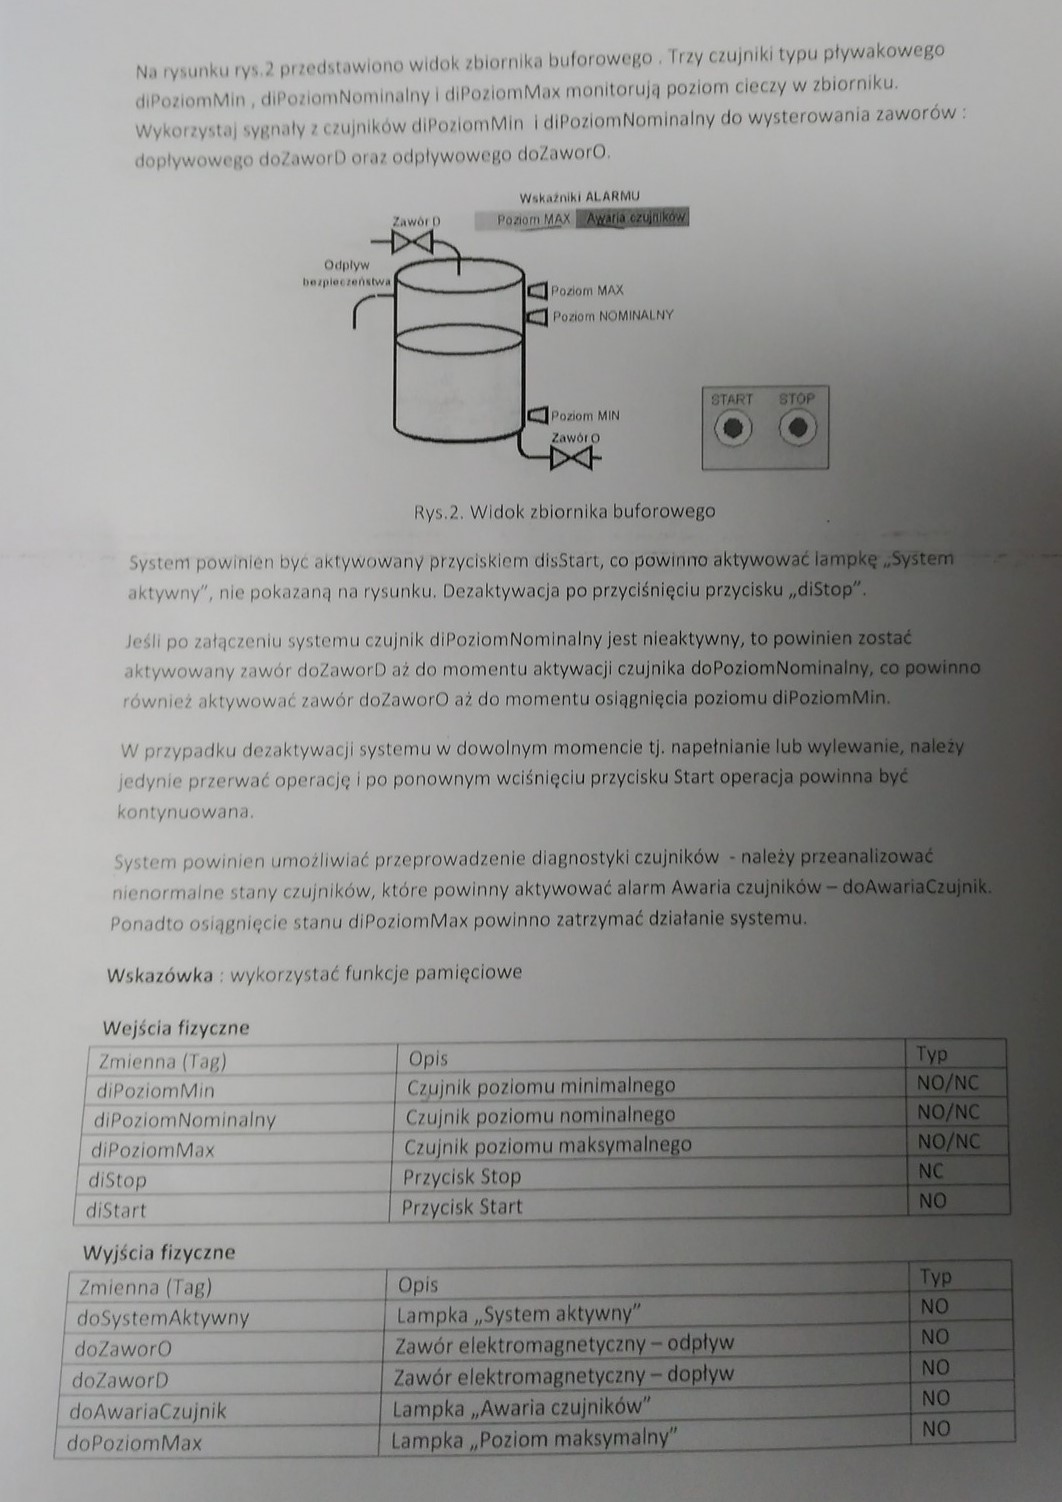 Na rysunku rys.2 przedstawiono widok zbiornika buforowego . Trzy czujniki typu pływakowego
diPoziomMin , diPoziomNominalny i diPoziomMax monitorują poziom cieczy w zbiorniku.
Wykorzystaj sygnały z czujników diPoziomMin i diPoziomNominalny do wysterowania zaworów :
dopływowego doZaworD oraz odpływowego doZaworO.
Wskaźniki ALARMU
Poziom MAX Awaria czujników
Zawór D
Odpływ
bezpieczeństwa
Poziom MAX
Poziom NOMINALNY
Poziom MIN
Zawór O
START STOP
Rys.2. Widok zbiornika buforowego
System powinien być aktywowany przyciskiem disStart, co powinno aktywować lampkę „System
aktywny”, nie pokazaną na rysunku. Dezaktywacja po przyciśnięciu przycisku „diStop”.
Jeśli po załączeniu systemu czujnik diPoziomNominalny jest nieaktywny, to powinien zostać
aktywowany zawór doZaworD aż do momentu aktywacji czujnika doPoziomNominalny, co powinno
również aktywować zawór doZaworO aż do momentu osiągnięcia poziomu diPoziomMin.
W przypadku dezaktywacji systemu w dowolnym momencie tj. napełnianie lub wylewanie, należy
jedynie przerwać operację i po ponownym wciśnięciu przycisku Start operacja powinna być
kontynuowana.
System powinien umożliwiać przeprowadzenie diagnostyki czujników - należy przeanalizować
nienormalne stany czujników, które powinny aktywować alarm Awaria czujników – doAwariaCzujnik.
Ponadto osiągnięcie stanu diPoziomMax powinno zatrzymać działanie systemu.
Wskazówka : wykorzystać funkcje pamięciowe
Wejścia fizyczne
Zmienna (Tag) Opis Typ
diPoziomMin Czujnik poziomu minimalnego NO/NC
diPoziomNominalny Czujnik poziomu nominalnego NO/NC
diPoziomMax Czujnik poziomu maksymalnego NO/NC
diStop Przycisk Stop NC
diStart Przycisk Start NO
Wyjścia fizyczne
Zmienna (Tag) Opis Typ
doSystemAktywny Lampka „System aktywny” NO
doZaworO Zawór elektromagnetyczny – odpływ NO
doZaworD Zawór elektromagnetyczny – dopływ NO
doAwariaCzujnik Lampka „Awaria czujników” NO
doPoziomMax Lampka „Poziom maksymalny” NO